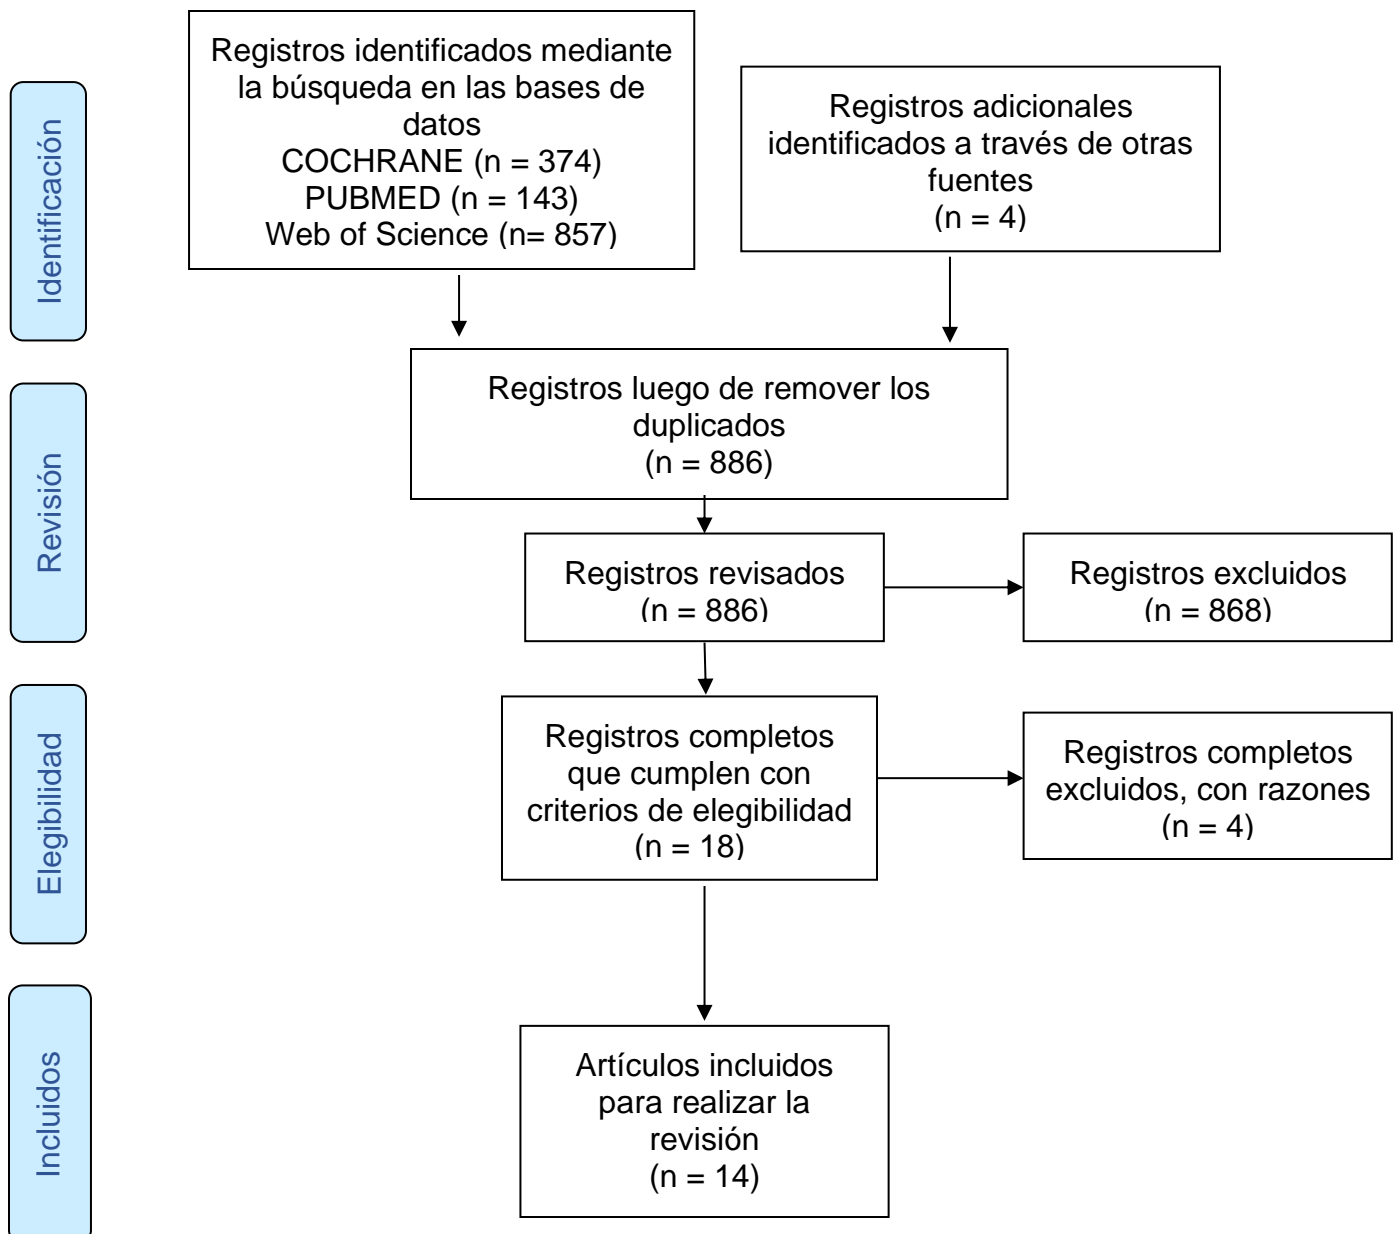 Identificación
Registros identificados mediante
la búsqueda en las bases de
datos
COCHRANE (n = 374)
PUBMED (n = 143)
Web of Science (n= 857)
Registros adicionales
identificados a través de otras
fuentes
(n = 4)
Registros luego de remover los
duplicados
(n = 886)
Revisión
Registros revisados
(n = 886)
Registros excluidos
(n = 868)
Elegibilidad
Registros completos
que cumplen con
criterios de elegibilidad
(n = 18)
Registros completos
excluidos, con razones
(n = 4)
Incluidos
Artículos incluidos
para realizar la
revisión
(n = 14)